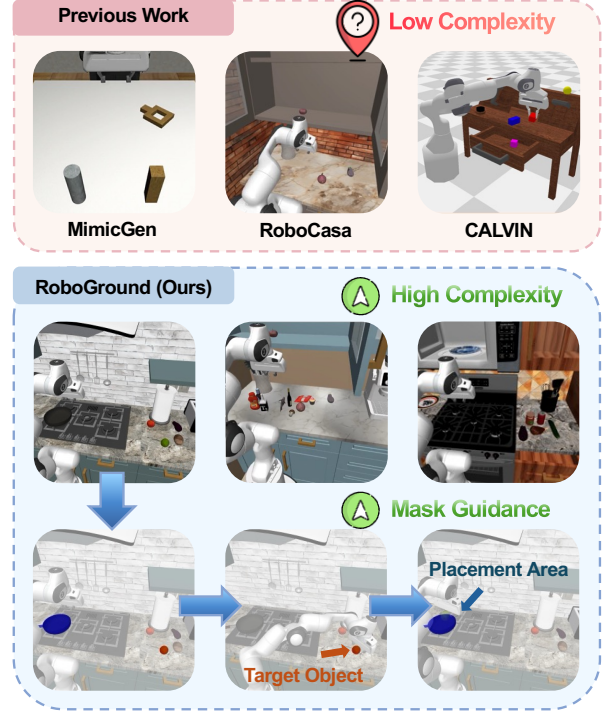 Previous Work
?
Low Complexity
MimicGen
RoboCasa
CALVIN
RoboGround (Ours)
High Complexity
Mask Guidance
Placement Area
Target Object